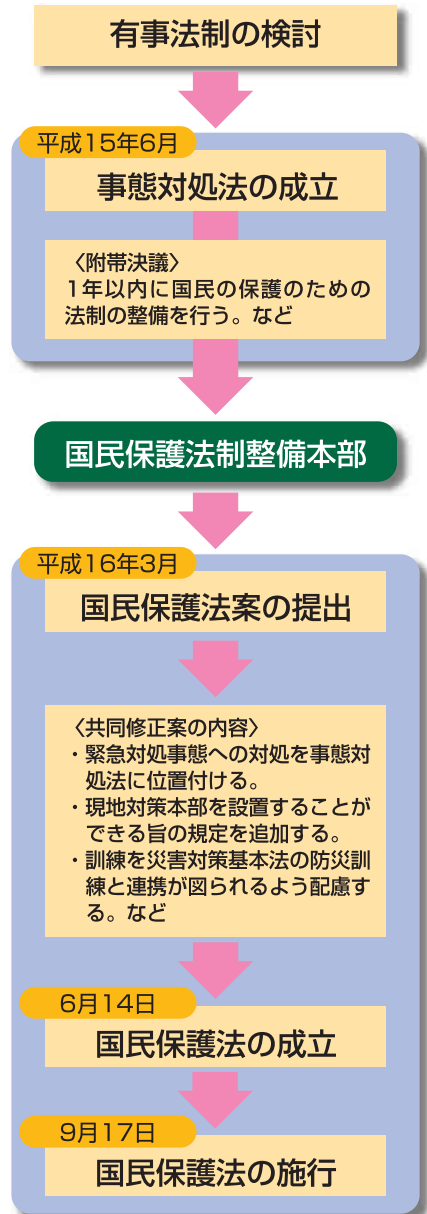 有事法制の検討
平成15年6月
事態対処法の成立
〈附帯決議〉
1年以内に国民の保護のための
法制の整備を行う。など
国民保護法制整備本部
平成16年3月
国民保護法案の提出
〈共同修正案の内容〉
・緊急対処事態への対処を事態対
処法に位置付ける。
・現地対策本部を設置することが
できる旨の規定を追加する。
・訓練を災害対策基本法の防災訓
練と連携が図られるよう配慮す
る。など
6月14日
国民保護法の成立
9月17日
国民保護法の施行